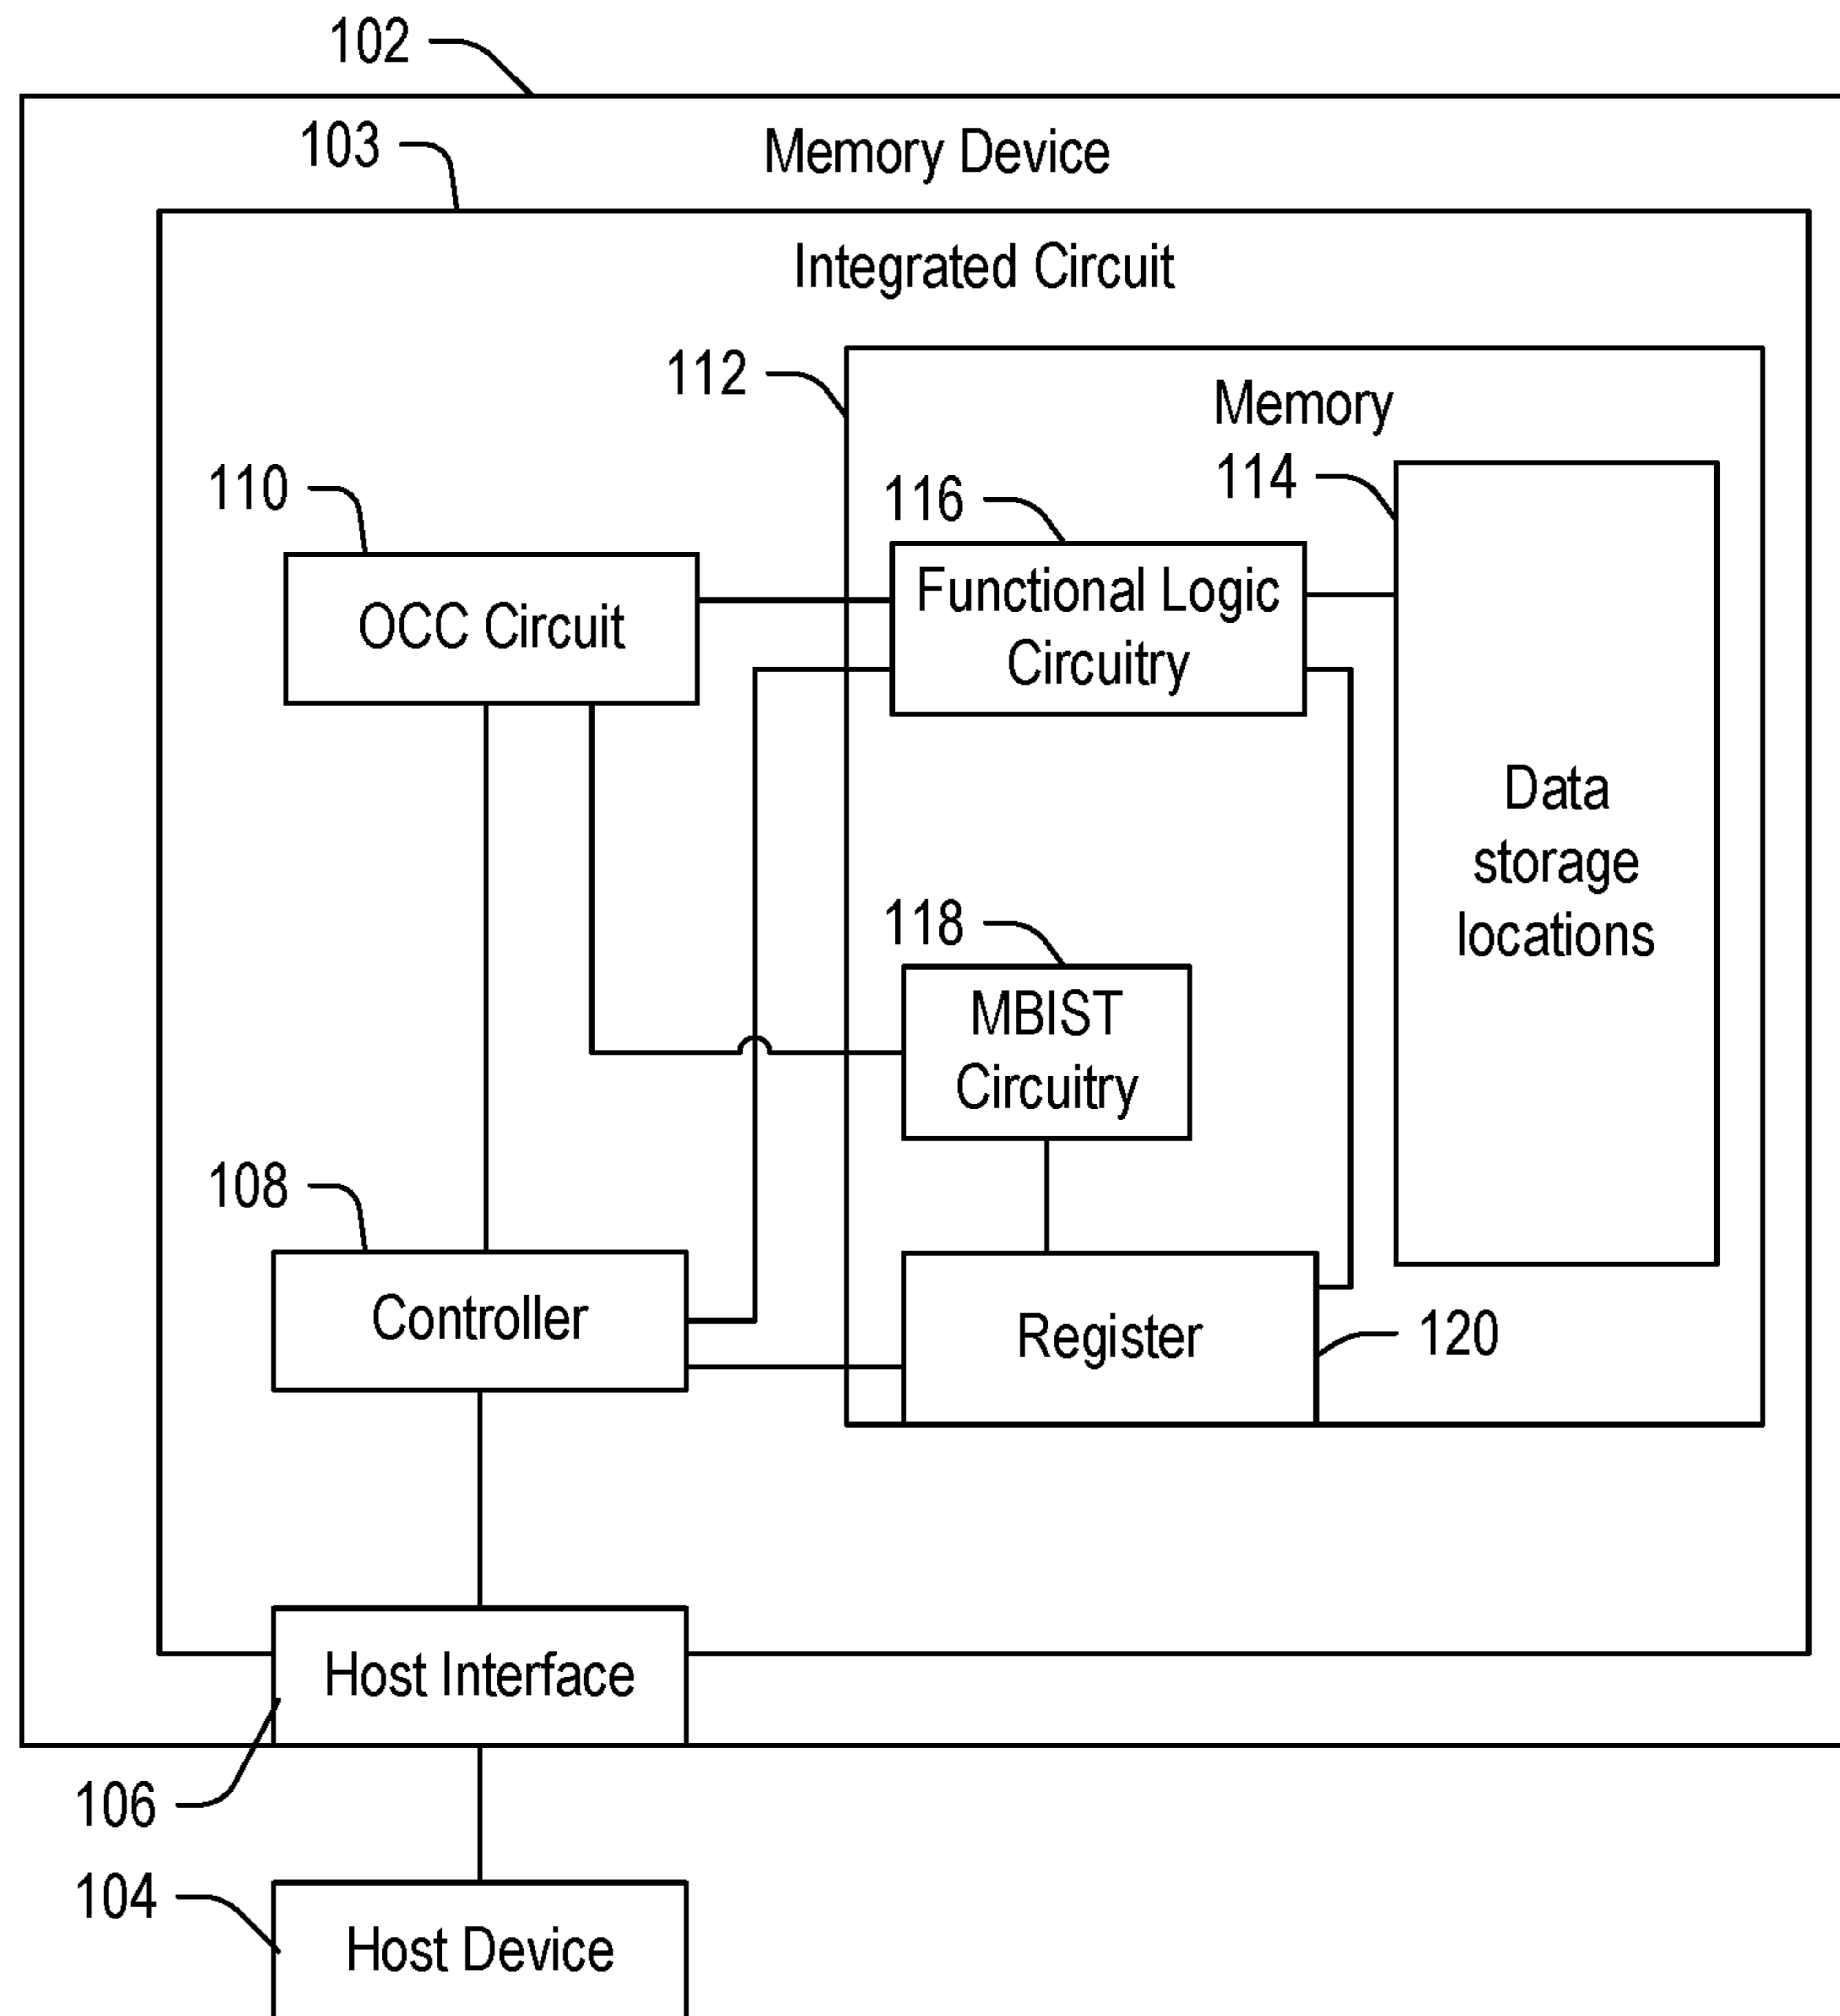 102
Memory Device
103
Integrated Circuit
112
Memory
114
110
116
OCC Circuit
Functional Logic
Circuitry
Data
storage
locations
118
MBIST
Circuitry
108
Controller
Register
120
Host Interface
106
104
Host Device